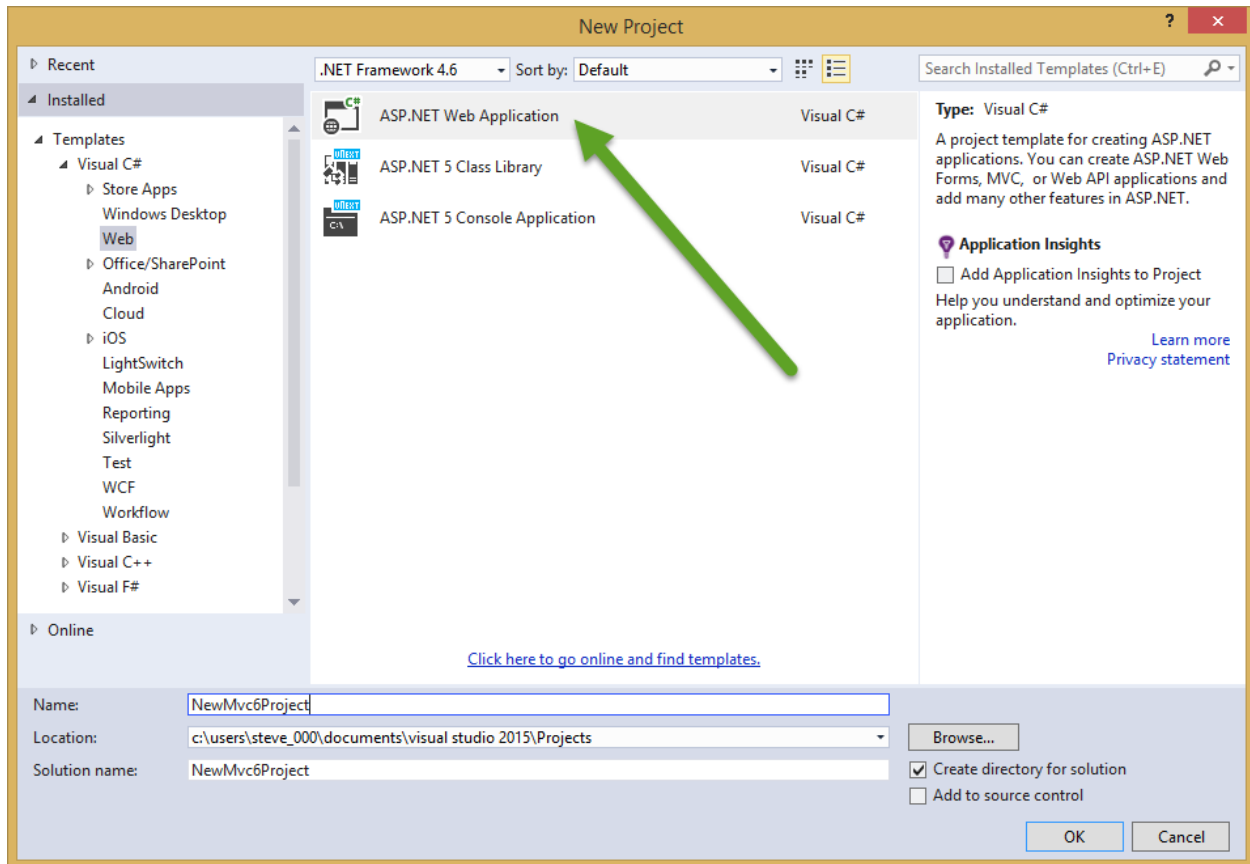 New Project
?
Recent
Installed
Templates
Visual C#
Store Apps
Windows Desktop
Web
Office/SharePoint
Android
Cloud
iOS
LightSwitch
Mobile Apps
Reporting
Silverlight
Test
WCF
Workflow
Visual Basic
Visual C++
Visual F#
Online
.NET Framework 4.6 Sort by: Default
C# ASP.NET Web Application Visual C#
vNEXT ASP.NET 5 Class Library Visual C#
vNEXT C:\ ASP.NET 5 Console Application Visual C#
Click here to go online and find templates.
Search Installed Templates (Ctrl+E)
Type: Visual C#
A project template for creating ASP.NET
applications. You can create ASP.NET Web
Forms, MVC, or Web API applications and
add many other features in ASP.NET.
Application Insights
Add Application Insights to Project
Help you understand and optimize your
application.
Learn more
Privacy statement
Name: NewMvc6Project
Location: c:\users\steve_000\documents\visual studio 2015\Projects Browse...
Solution name: NewMvc6Project
Create directory for solution
Add to source control
OK Cancel